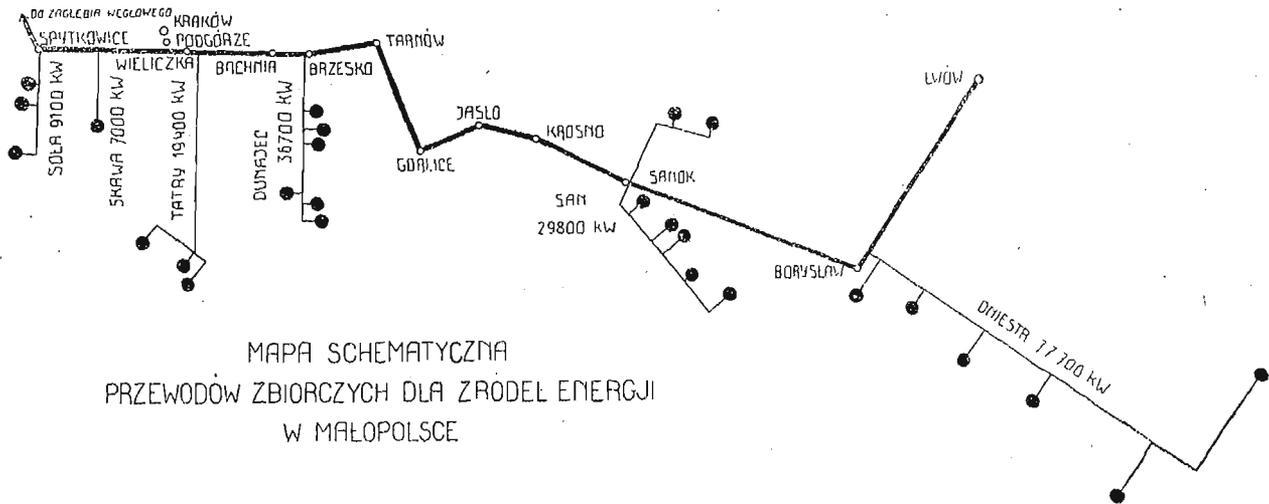 DO ZAGŁĘBIA WĘGLOWEGO
KRAKÓW
SPYTKOWICE
PODGÓRZE
TARNÓW
WIELICZKA
BOCHNIA
BRZESKO
LWÓW
SOŁA 9100 KW
SKAWA 7000 KW
TATRY 19400 KW
DUNAJEC
36700 KW
JASŁO
KROSNO
GORLICE
SANOK
SAN
29800 KW
BORYSŁAW
DNIESTR 77700 KW
MAPA SCHEMATYCZNA
PRZEWODÓW ZBIORCZYCH DLA ŹRÓDEŁ ENERGJI
W MAŁOPOLSCE